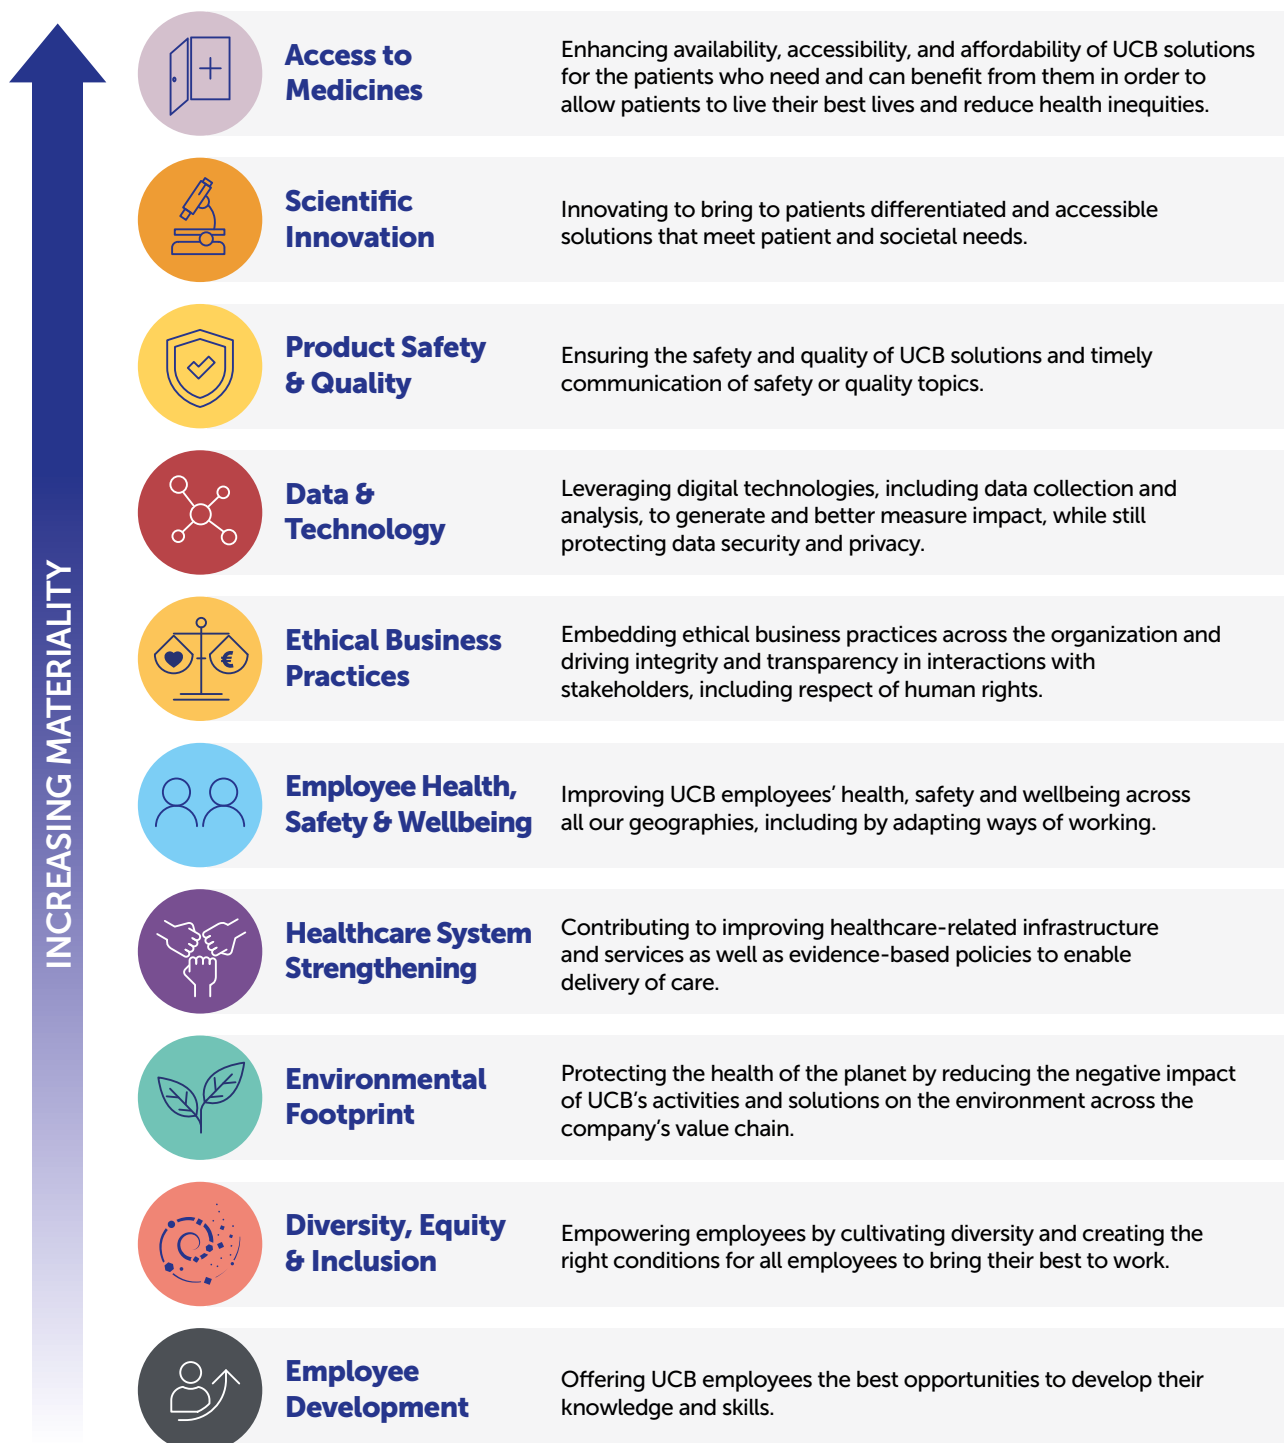 INCREASING MATERIALITY
Access to
Medicines
Enhancing availability, accessibility, and affordability of UCB solutions
for the patients who need and can benefit from them in order to
allow patients to live their best lives and reduce health inequities.
Scientific
Innovation
Innovating to bring to patients differentiated and accessible
solutions that meet patient and societal needs.
Product Safety
& Quality
Ensuring the safety and quality of UCB solutions and timely
communication of safety or quality topics.
Data &
Technology
Leveraging digital technologies, including data collection and
analysis, to generate and better measure impact, while still
protecting data security and privacy.
€
Ethical Business
Practices
Embedding ethical business practices across the organization and
driving integrity and transparency in interactions with
stakeholders, including respect of human rights.
Employee Health,
Safety & Wellbeing
Improving UCB employees’ health, safety and wellbeing across
all our geographies, including by adapting ways of working.
Healthcare System
Strengthening
Contributing to improving healthcare-related infrastructure
and services as well as evidence-based policies to enable
delivery of care.
Environmental
Footprint
Protecting the health of the planet by reducing the negative impact
of UCB’s activities and solutions on the environment across the
company’s value chain.
Diversity, Equity
& Inclusion
Empowering employees by cultivating diversity and creating the
right conditions for all employees to bring their best to work.
Employee
Development
Offering UCB employees the best opportunities to develop their
knowledge and skills.